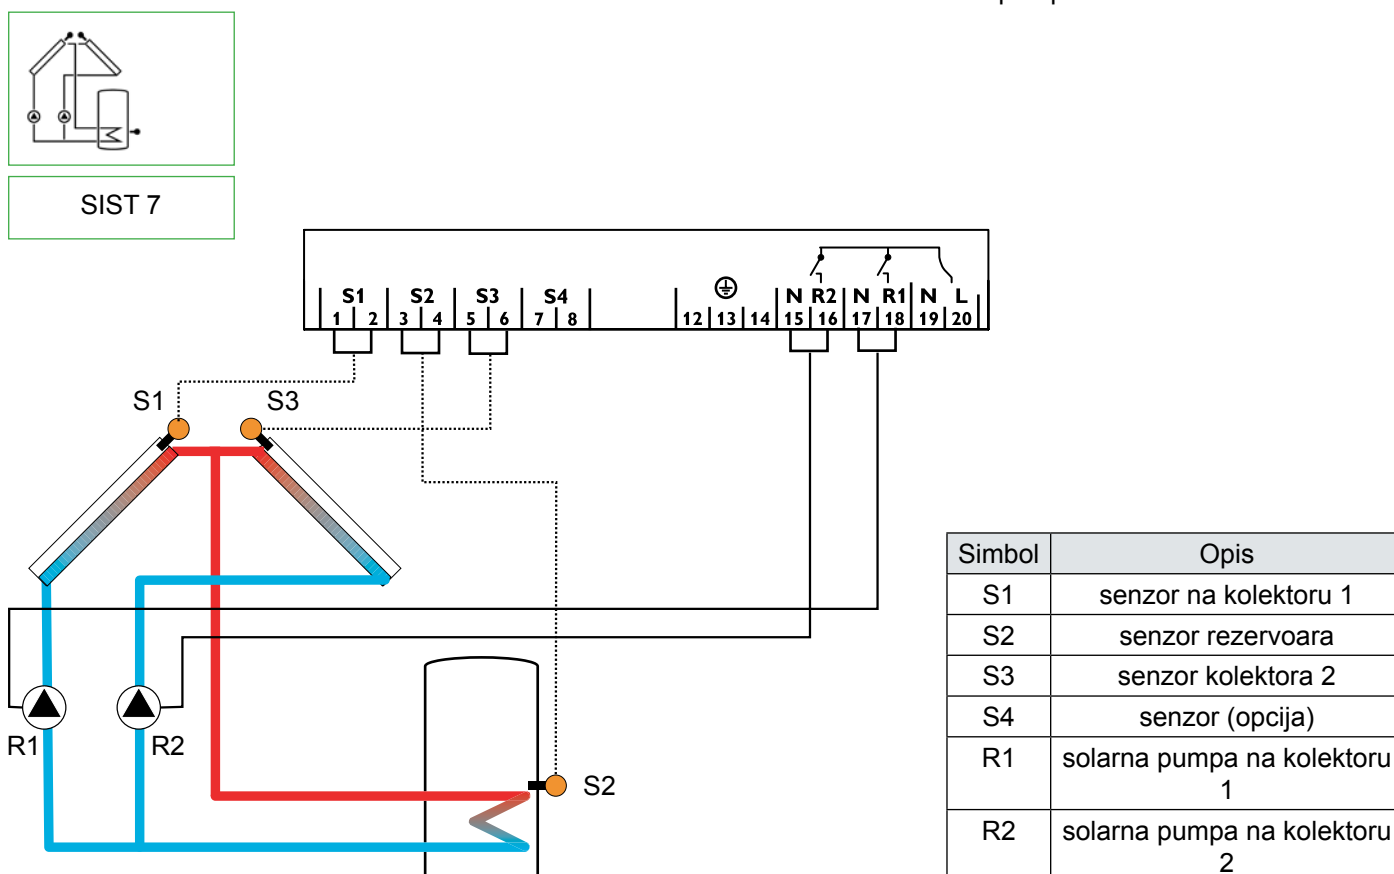 SIST 7
S1 S2 S3 S4 N R2 N R1 N L
1 2 3 4 5 6 7 8 12 13 14 15 16 17 18 19 20
S1 S3
R1 R2
S2
Simbol Opis
S1 senzor na kolektoru 1
S2 senzor rezervoara
S3 senzor kolektora 2
S4 senzor (opcija)
R1 solarna pumpa na kolektoru
1
R2 solarna pumpa na kolektoru
2